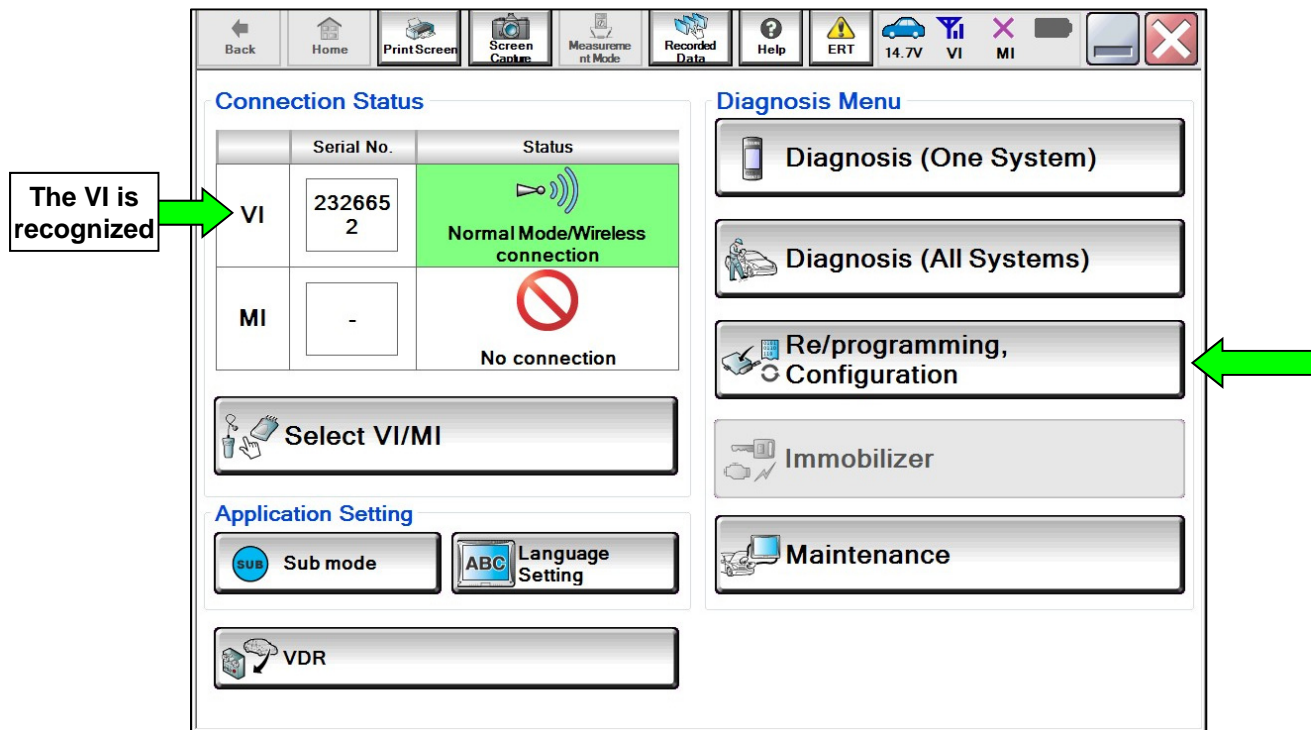 Back
Home
Print Screen
Screen
Capture
Measureme
nt Mode
Recorded
Data
Help
ERT
14.7V
VI
MI
Connection Status
Serial No.
Status
The VI is
recognized
VI
232665
2
Normal Mode/Wireless
connection
MI
-
No connection
Select VI/MI
Application Setting
SUB
Sub mode
ABC
Language
Setting
VDR
Diagnosis Menu
Diagnosis (One System)
Diagnosis (All Systems)
Re/programming,
Configuration
Immobilizer
Maintenance